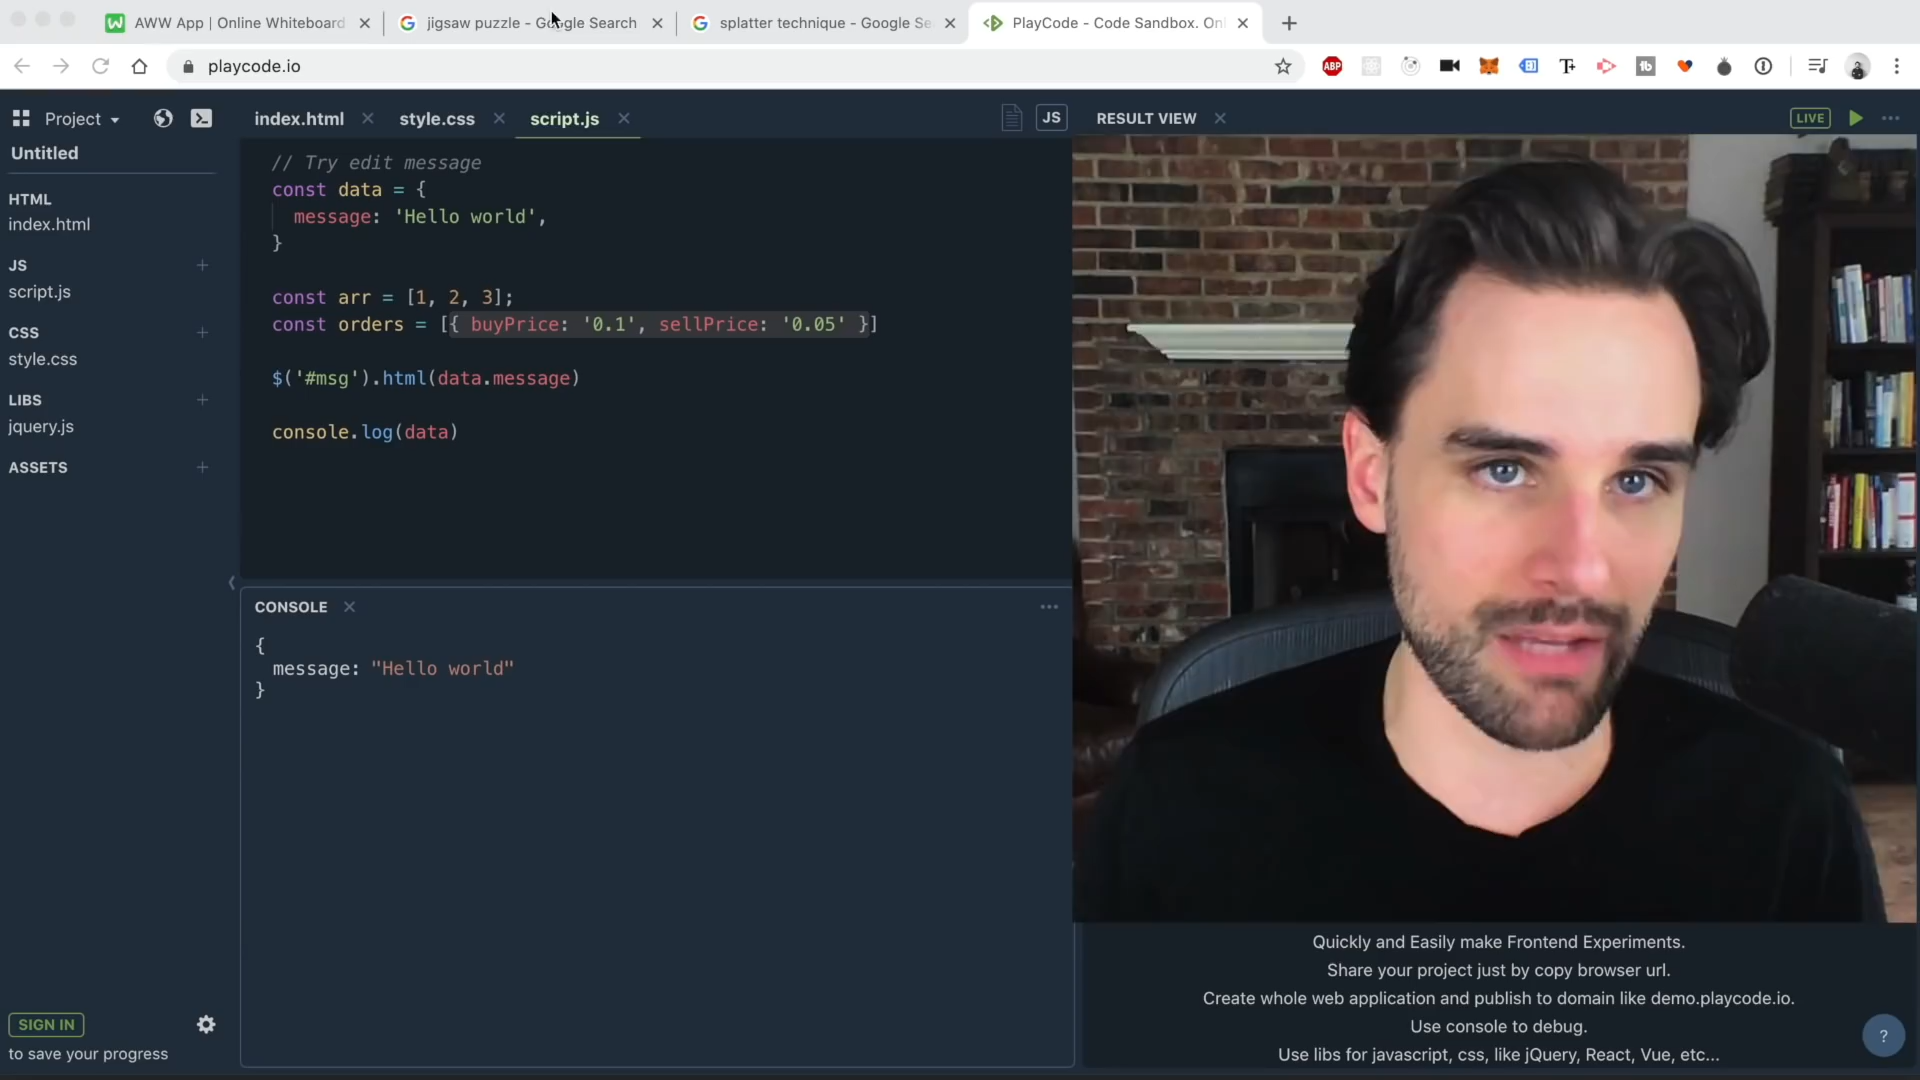 AWW App | Online Whiteboard
jigsaw puzzle - Google Search
splatter technique - Google Se
PlayCode - Code Sandbox. Onl
playcode.io
ABP
Project
index.html
style.css
script.js
JS
RESULT VIEW
LIVE
Untitled
HTML
index.html
JS
script.js
CSS
style.css
LIBS
jquery.js
ASSETS
// Try edit message
const data = {
message: 'Hello world',
}
const arr = [1, 2, 3];
const orders = [{ buyPrice: '0.1', sellPrice: '0.05' }]
$('#msg').html(data.message)
console.log(data)
CONSOLE
{
message: "Hello world"
}
SIGN IN
to save your progress
Quickly and Easily make Frontend Experiments.
Share your project just by copy browser url.
Create whole web application and publish to domain like demo.playcode.io.
Use console to debug.
Use libs for javascript, css, like jQuery, React, Vue, etc...
?